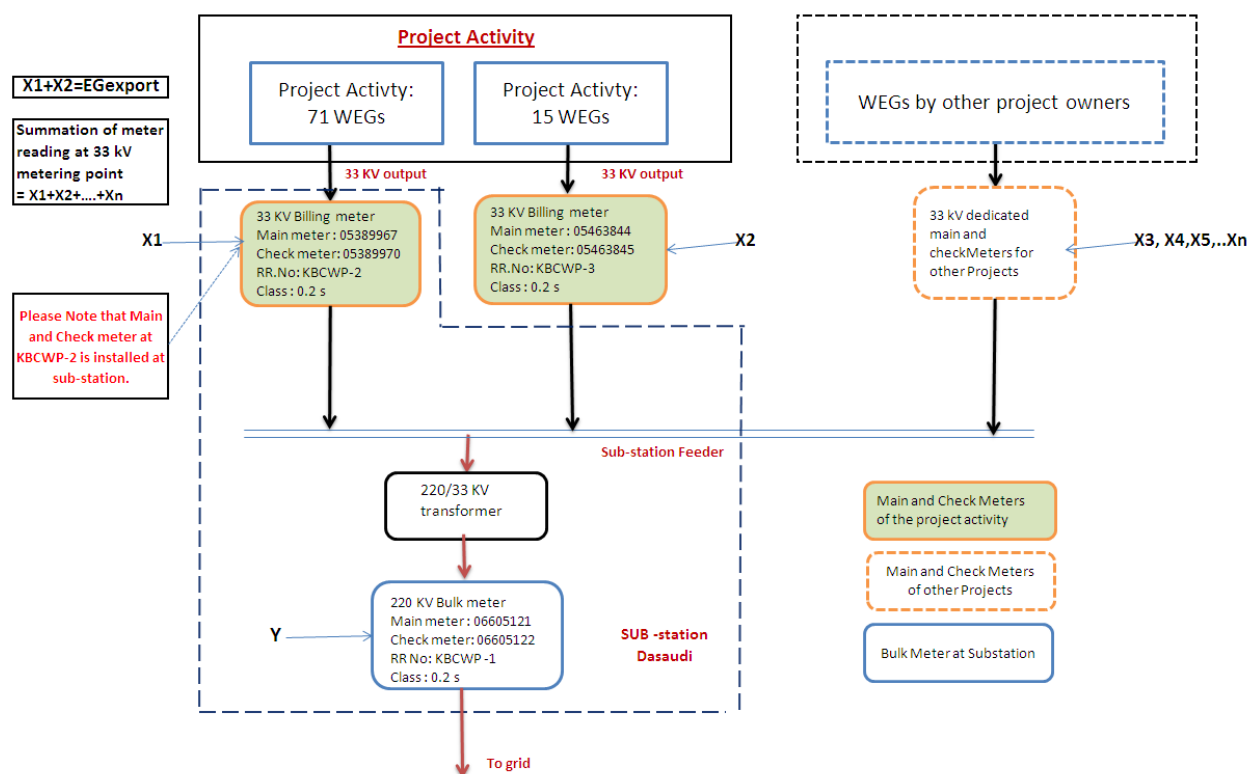 Project Activity
X1+X2=EGexport
Summation of meter
reading at 33 kV
metering point
= X1+X2+....+Xn
Project Activty:
71 WEGs
Project Activty:
15 WEGs
WEGs by other project owners
33 KV output
33 KV output
X1
33 KV Billing meter
Main meter : 05389967
Check meter: 05389970
RR.No: KBCWP-2
Class : 0.2 s
33 KV Billing meter
Main meter : 05463844
Check meter: 05463845
RR.No: KBCWP-3
Class : 0.2 s
X2
33 kV dedicated
main and
checkMeters for
other Projects
X3, X4,X5,..Xn
Please Note that Main
and Check meter at
KBCWP-2 is installed at
sub-station.
Sub-station Feeder
220/33 KV
transformer
Y
220 KV Bulk meter
Main meter : 06605121
Check meter: 06605122
RR No: KBCWP -1
Class : 0.2 s
SUB -station
Dasaudi
To grid
Main and Check Meters
of the project activity
Main and Check Meters
of other Projects
Bulk Meter at Substation